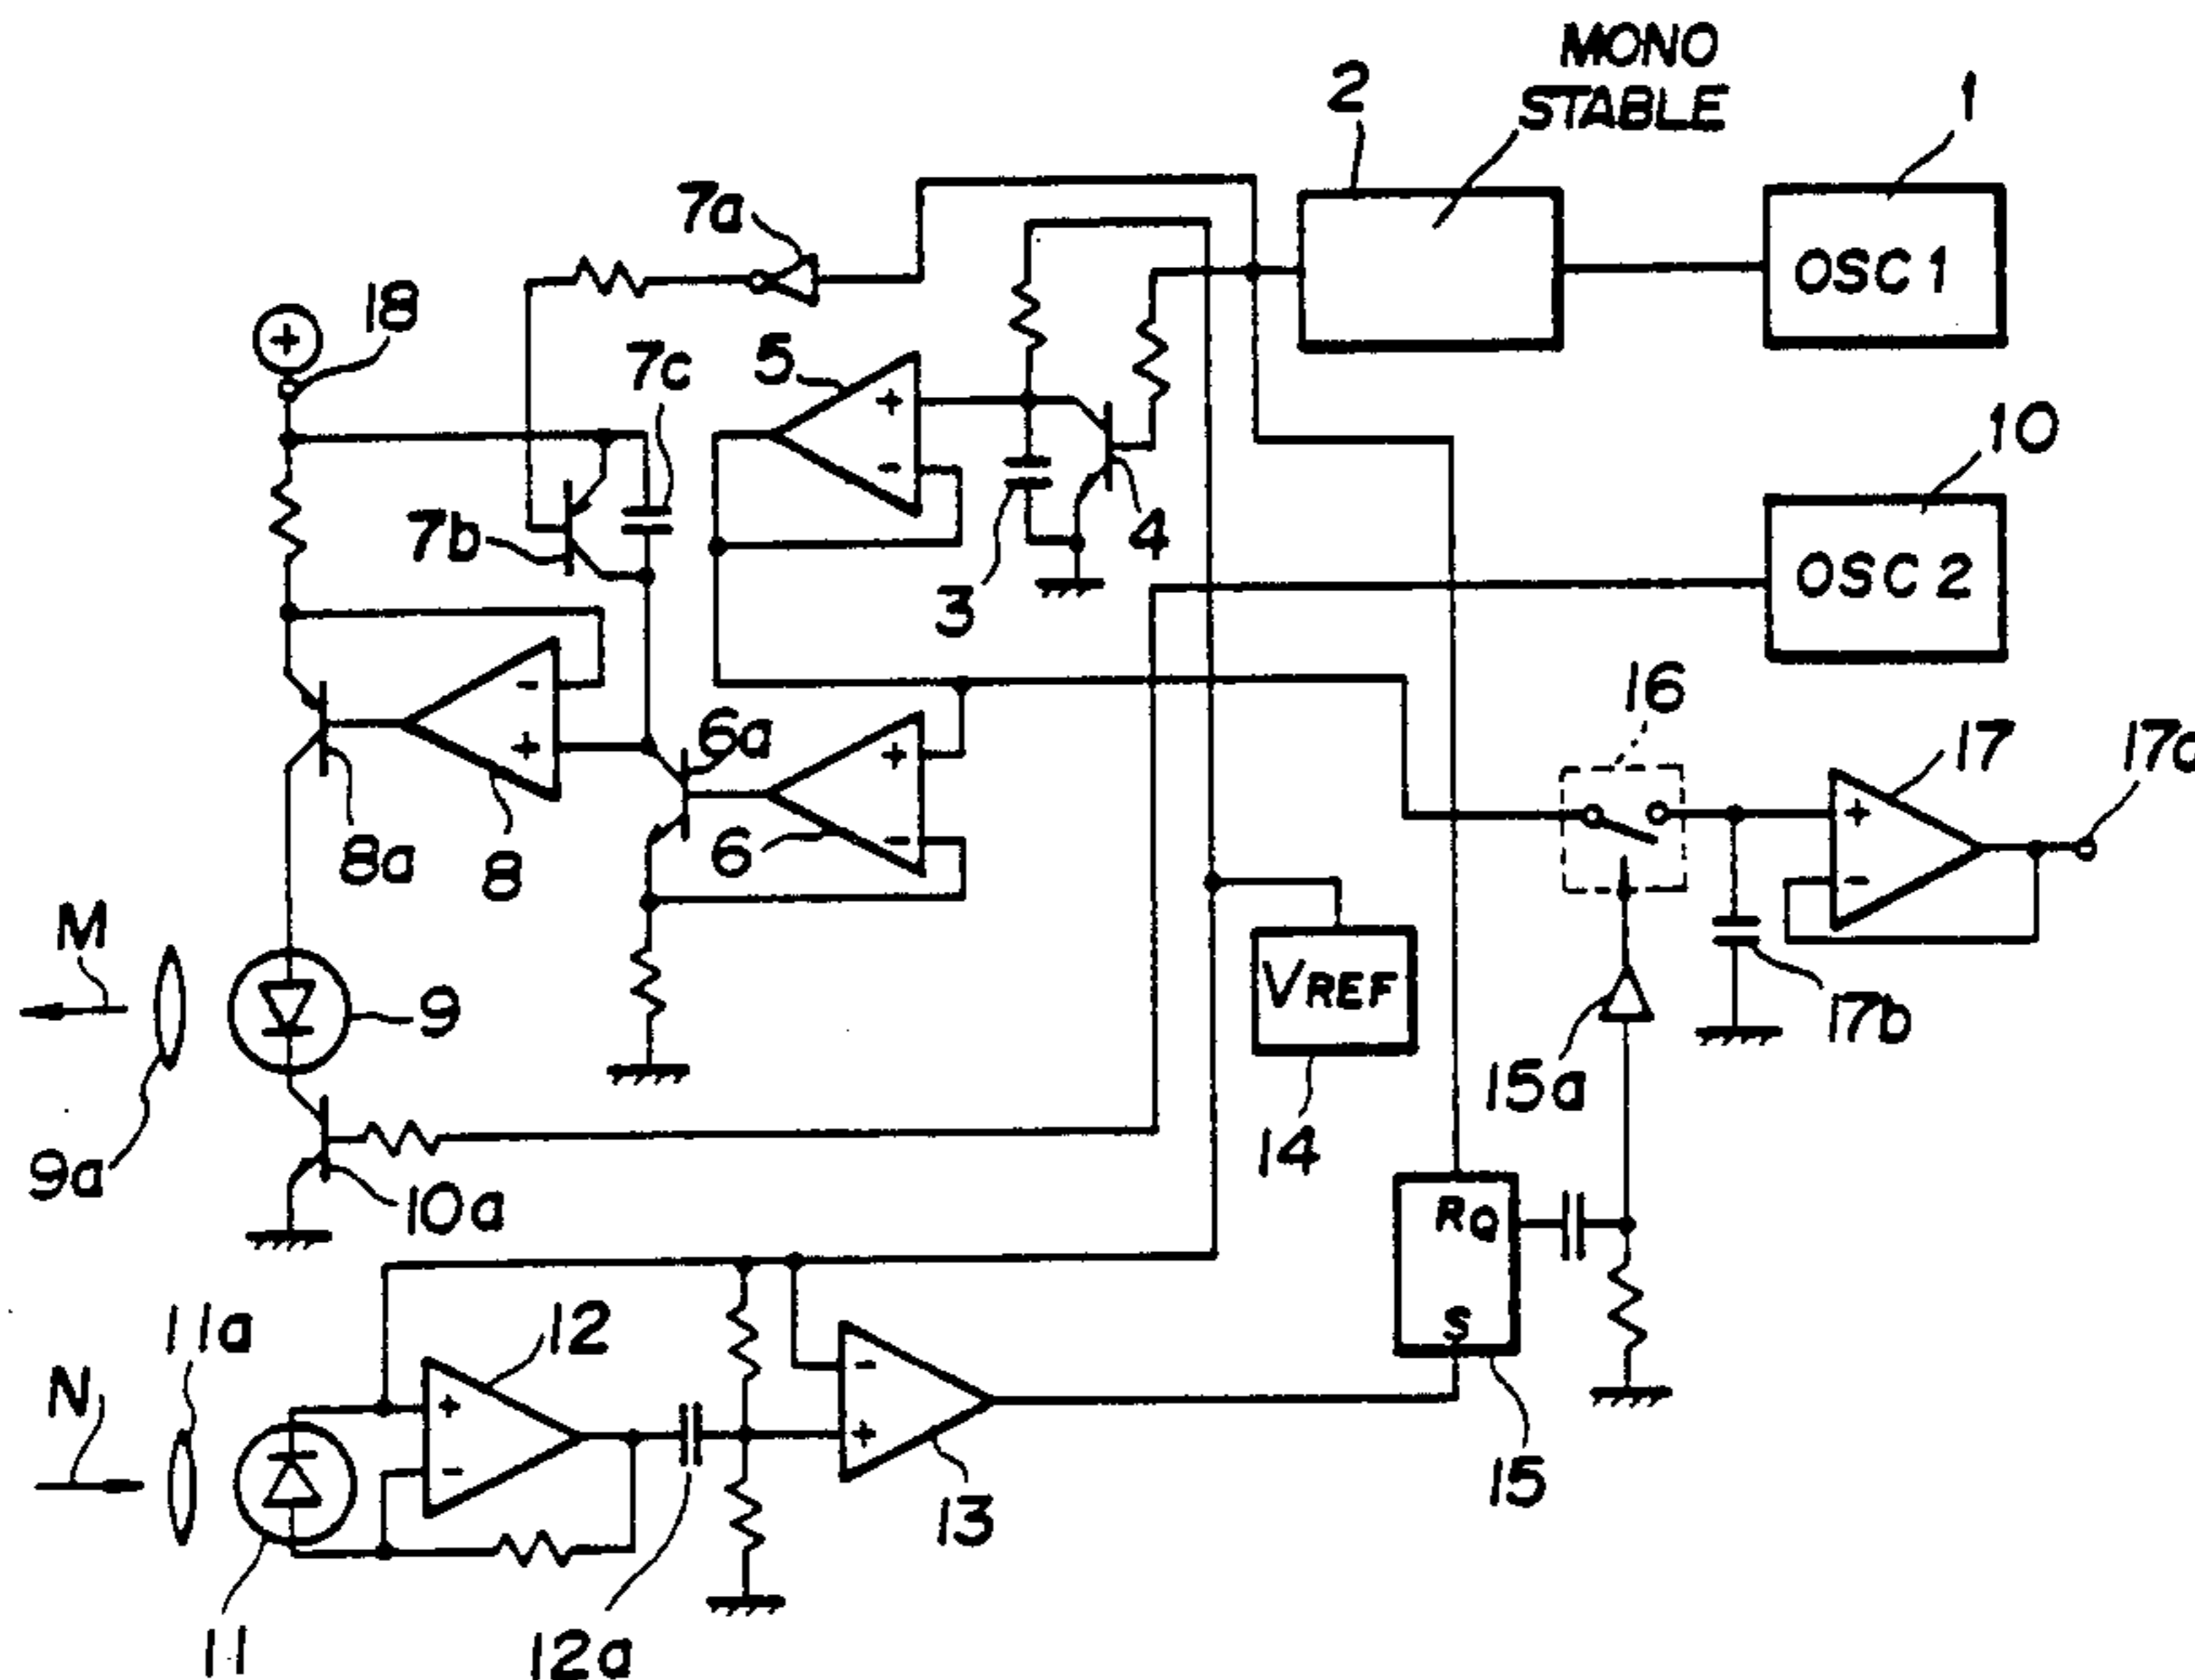 MONO
STABLE
2
1
7a
OSC 1
18
7c
5
10
7b
4
3
OSC 2
16
6a
17
17a
8a
8
6
M
9
VREF
17b
15a
9a
10a
14
R
Q
S
11a
12
N
13
15
11
12a
+
+
-
-
+
+
-
+
-
+
-
-
+